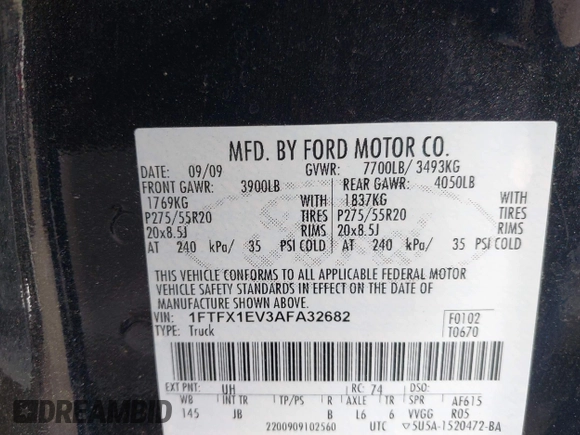 MFD. BY FORD MOTOR CO.
DATE: 09/09 GVWR: 7700LB/ 3493KG
FRONT GAWR: 3900LB REAR GAWR: 4050LB
1769KG WITH 1837KG WITH
P275/55R20 TIRES P275/55R20 TIRES
20x8.5J RIMS 20x8.5J RIMS
AT 240 kPa/ 35 PSI COLD AT 240 kPa/ 35 PSI COLD
THIS VEHICLE CONFORMS TO ALL APPLICABLE FEDERAL MOTOR
VEHICLE SAFETY STANDARDS IN EFFECT ON THE DATE OF
MANUFACTURE SHOWN ABOVE.
VIN: 1FTFX1EV3AFA32682 F0102
TYPE: Truck T0670
EXT PNT: UH RC: 74 DSO:
WB INT TR TP/PS R AXLE TR SPR AF615
145 JB B L6 6 VVGG R05
2200909102560 UTC 5U5A-1520472-BA
DREAMBID